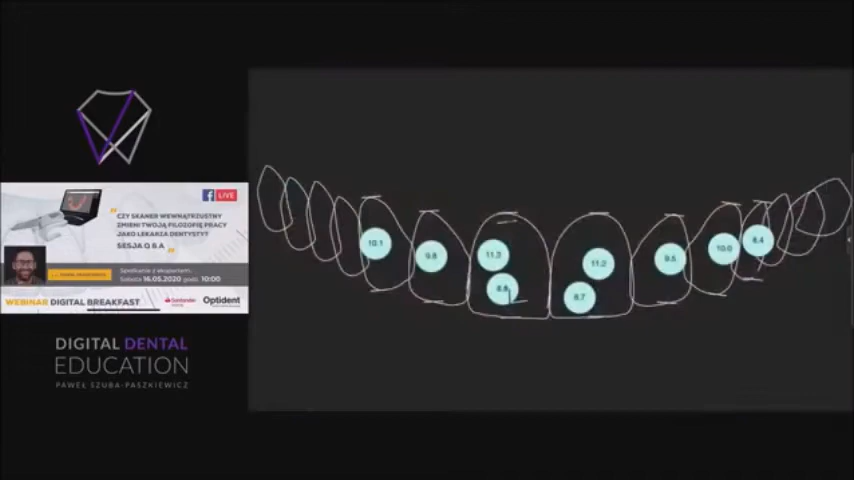 f LIVE
CZY SKANER WEWNĄTRZUSTNY
ZMIENI TWOJĄ FILOZOFIĘ PRACY
JAKO LEKARZA DENTYSTY?
SESJA Q & A
Spotkanie z ekspertem.
Sobota 16.05.2020 godz. 10:00
WEBINAR DIGITAL BREAKFAST
Santander
Optident
DIGITAL DENTAL
EDUCATION
PAWEŁ SZUBA-PASZKIEWICZ
10.1
9.8
11.3
8.8
11.2
8.7
9.5
10.0
8.4